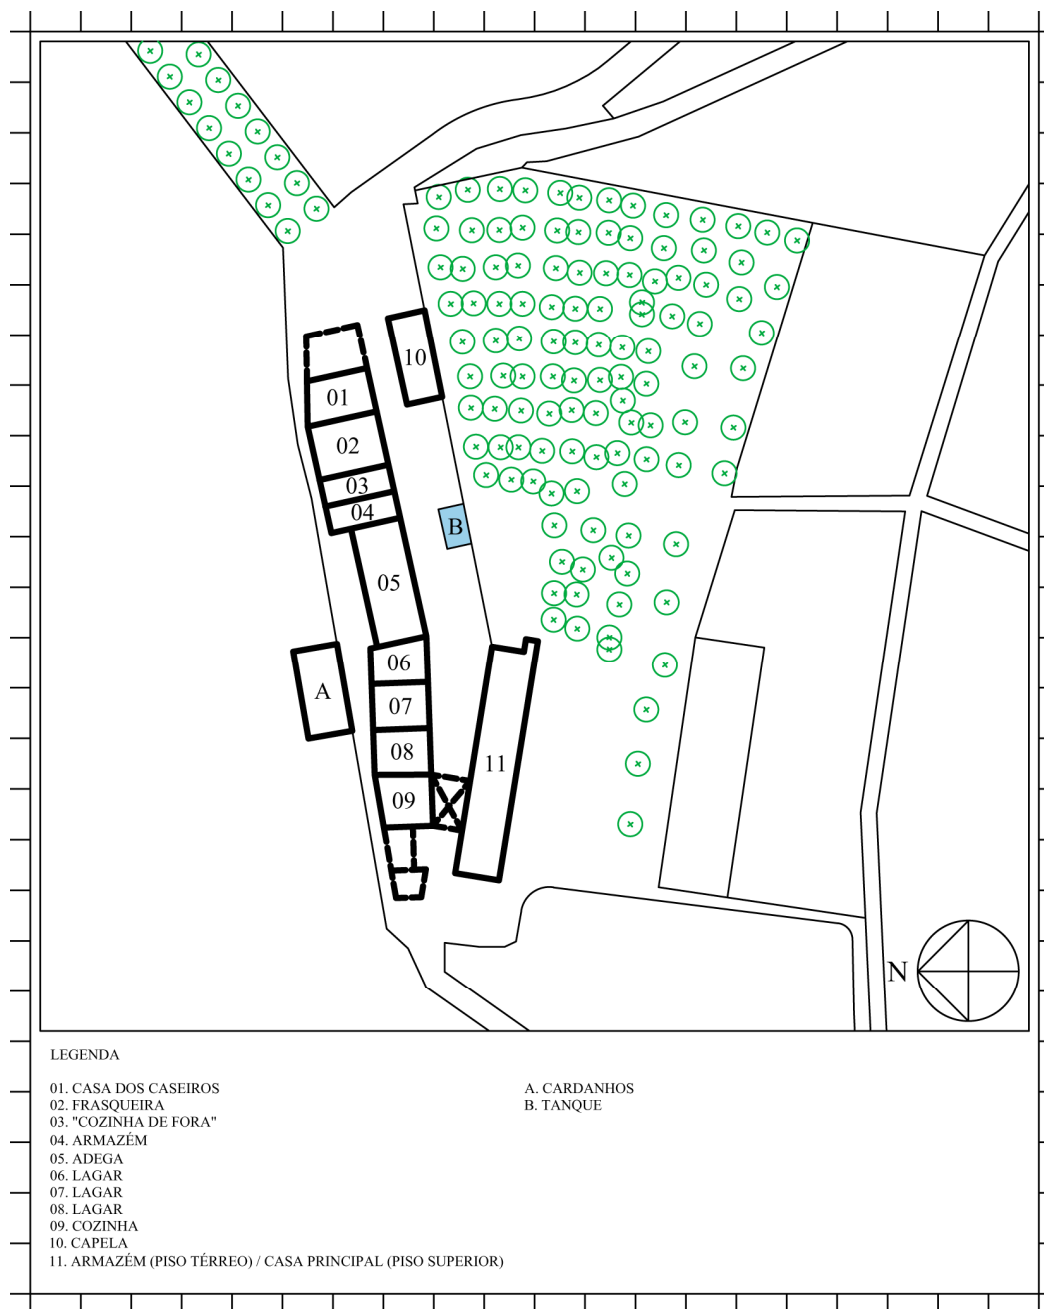 01
10
02
03
04
B
05
06
A
07
08
11
09
N
LEGENDA
01. CASA DOS CASEIROS
02. FRASQUEIRA
03. "COZINHA DE FORA"
04. ARMAZÉM
05. ADEGA
06. LAGAR
07. LAGAR
08. LAGAR
09. COZINHA
10. CAPELA
11. ARMAZÉM (PISO TÉRREO) / CASA PRINCIPAL (PISO SUPERIOR)
A. CARDANHOS
B. TANQUE